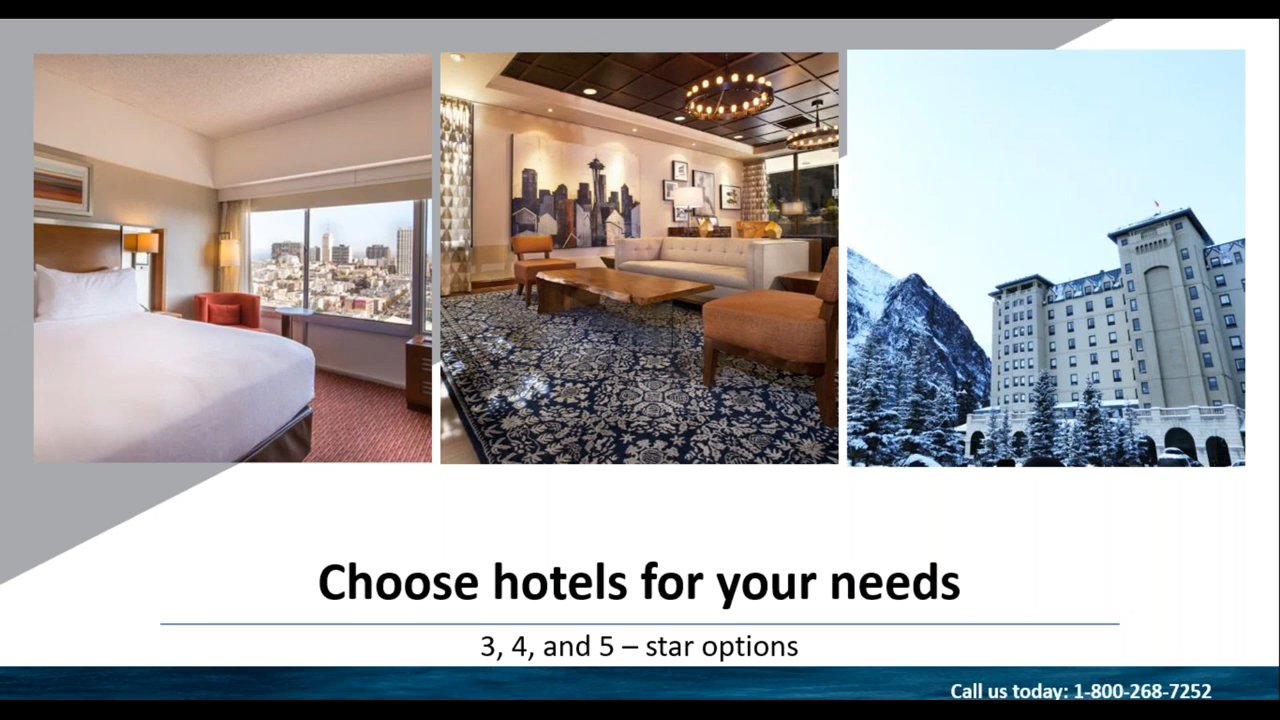 Choose hotels for your needs
3, 4, and 5 – star options
Call us today: 1-800-268-7252